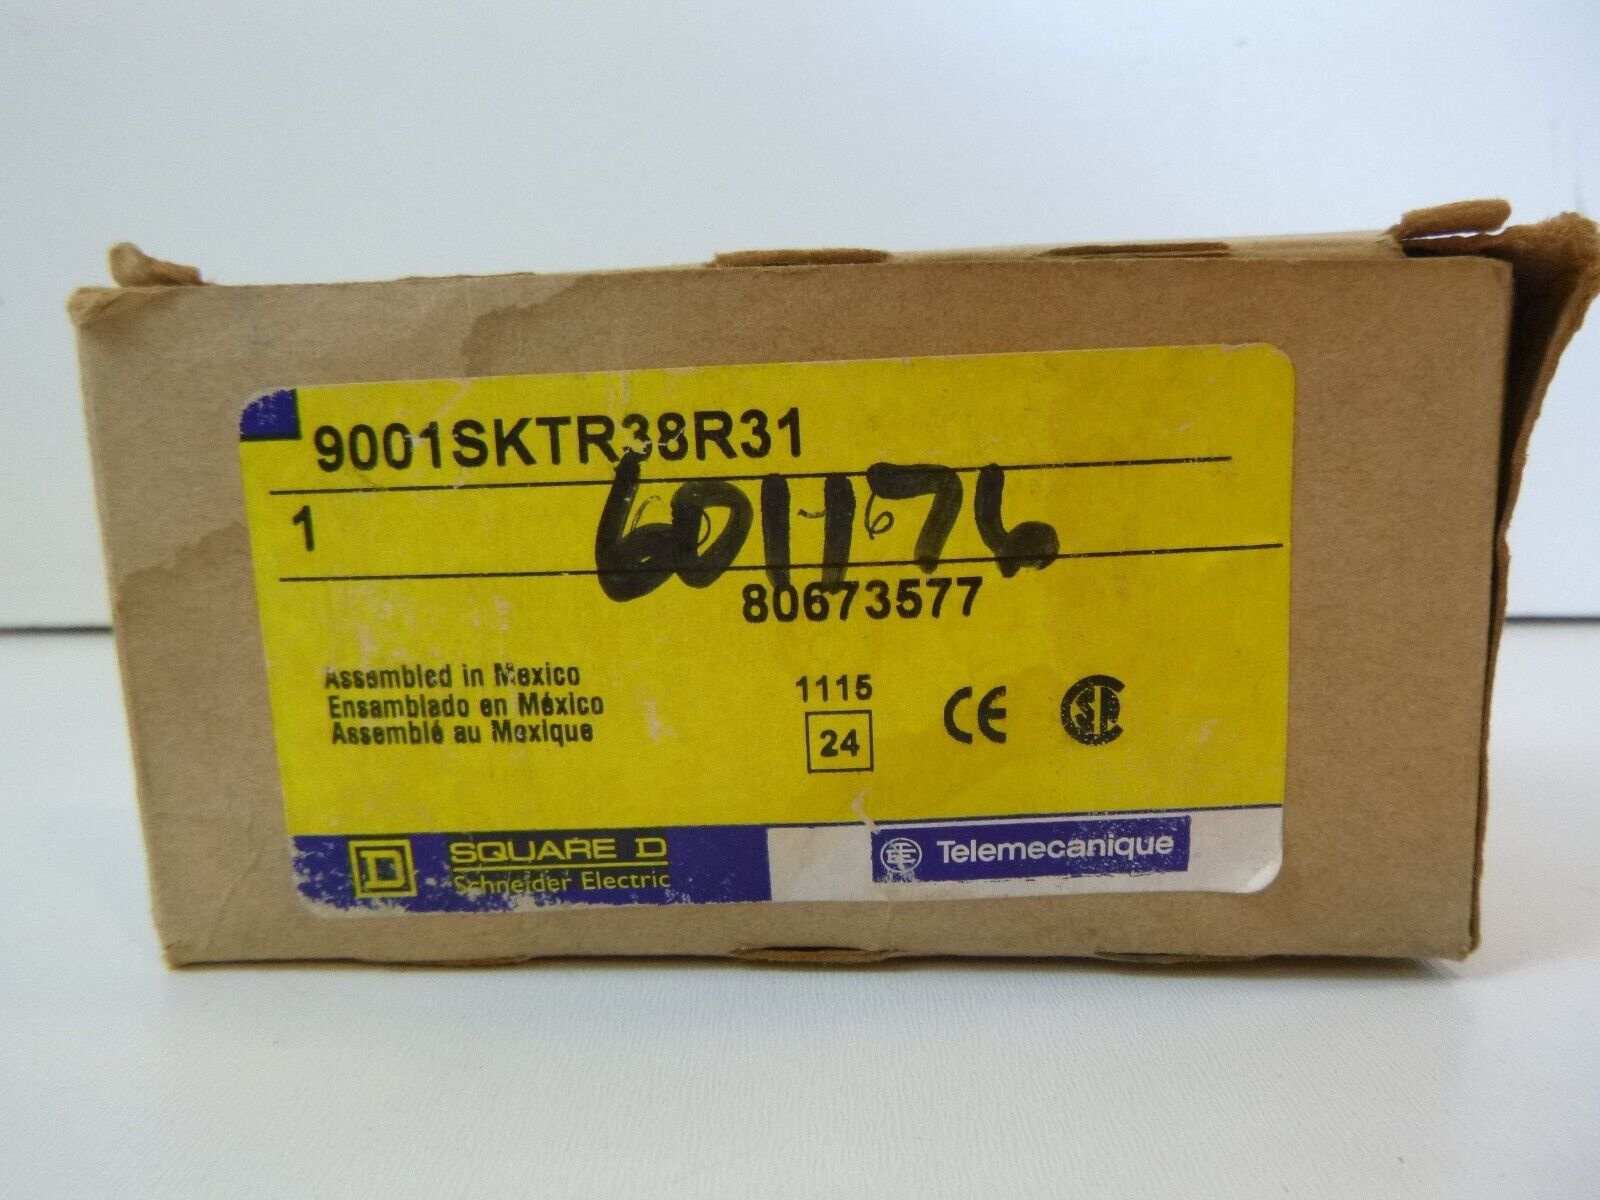 9001SKTR38R31
1
601176
80673577
Assembled in Mexico
Ensamblado en México
Assemblé au Mexique
1115
24
CE
CSA
SQUARE D
Schneider Electric
Telemecanique